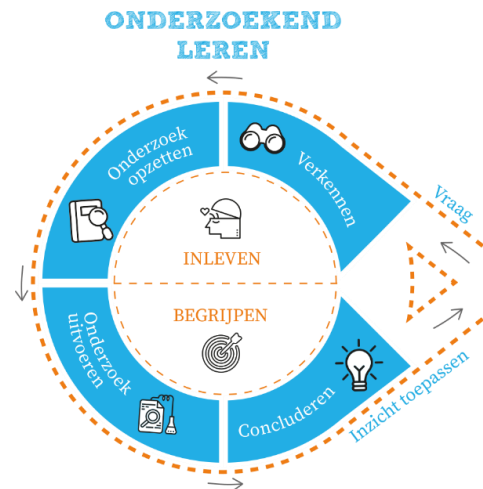 ONDERZOEKEND
LEREN
Vraag
Verkennen
Onderzoek
opzetten
Onderzoek
uitvoeren
Concluderen
Inzicht toepassen
INLEVEN
BEGRIJPEN